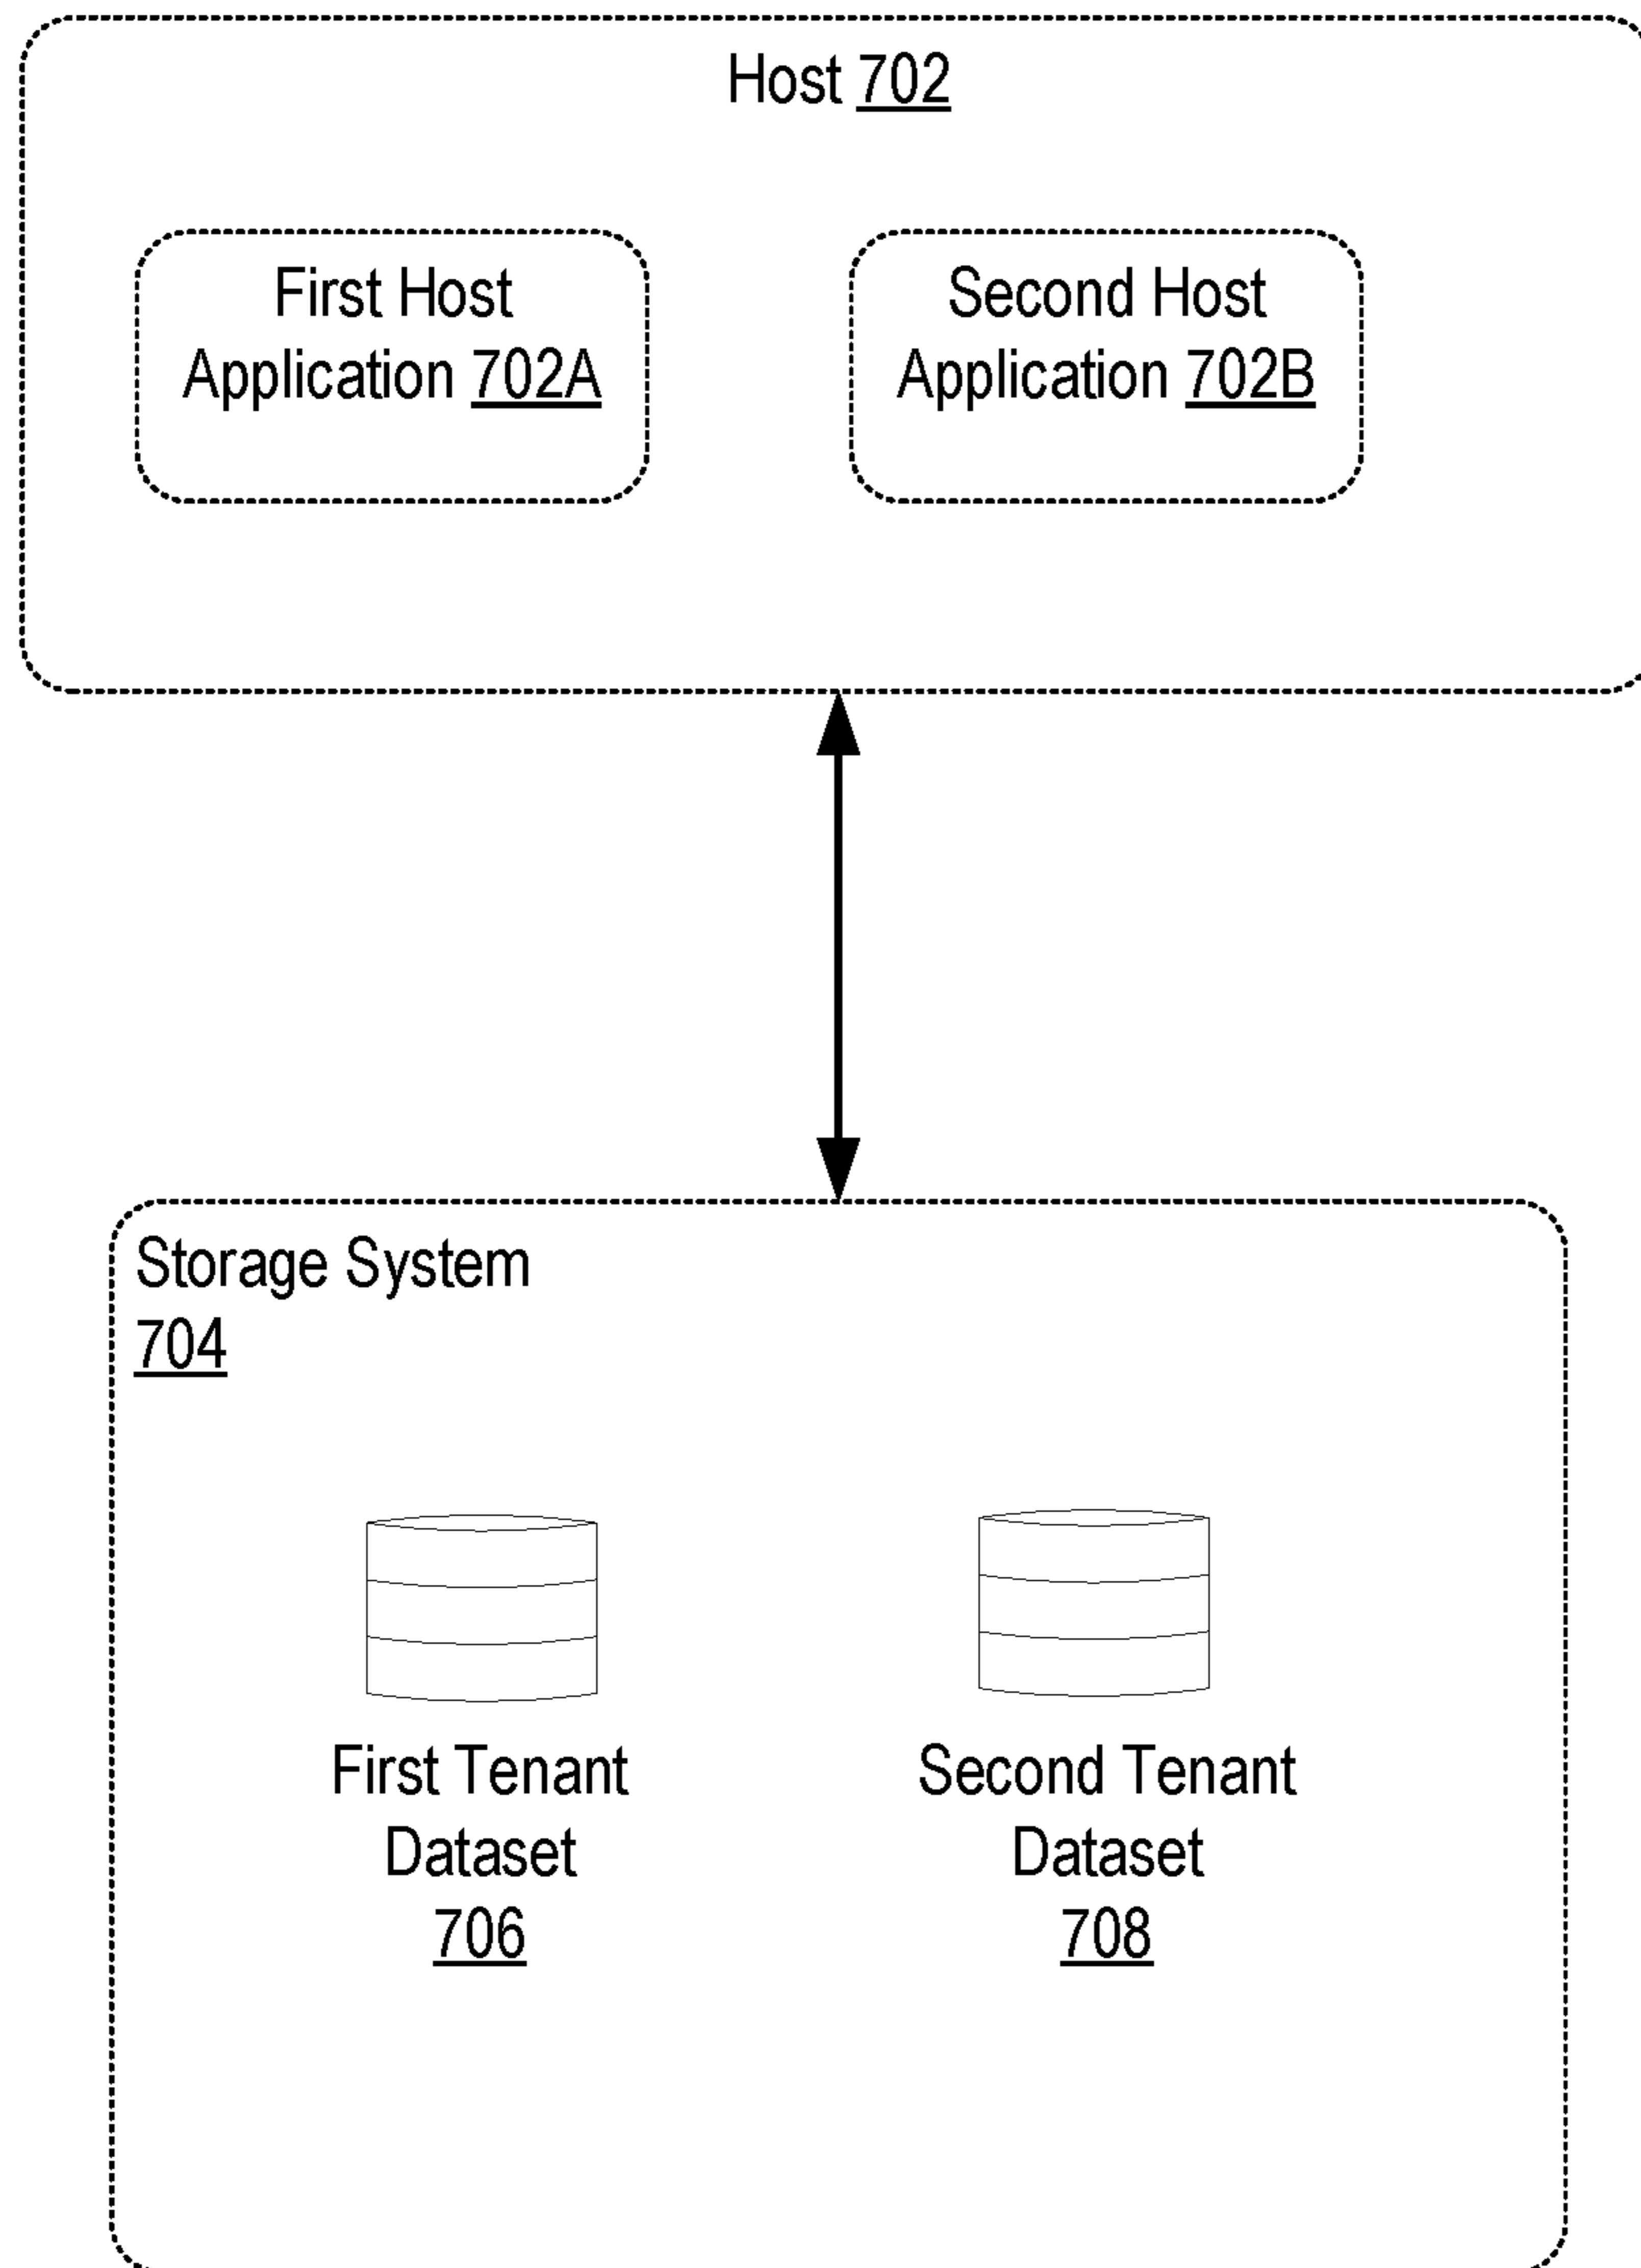 Host 702
First Host
Application 702A
Second Host
Application 702B
Storage System
704
First Tenant
Dataset
706
Second Tenant
Dataset
708